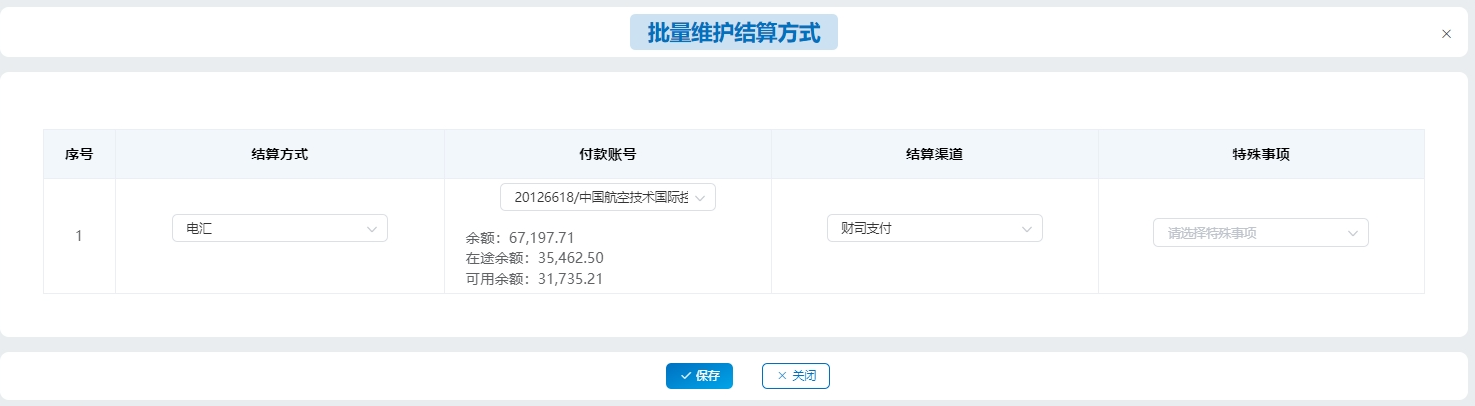 批量维护结算方式
序号 结算方式 付款账号 结算渠道 特殊事项
1 电汇 20126618/中国航空技术国际控 财司支付 请选择特殊事项
余额：67,197.71
在途余额：35,462.50
可用余额：31,735.21
保存 关闭